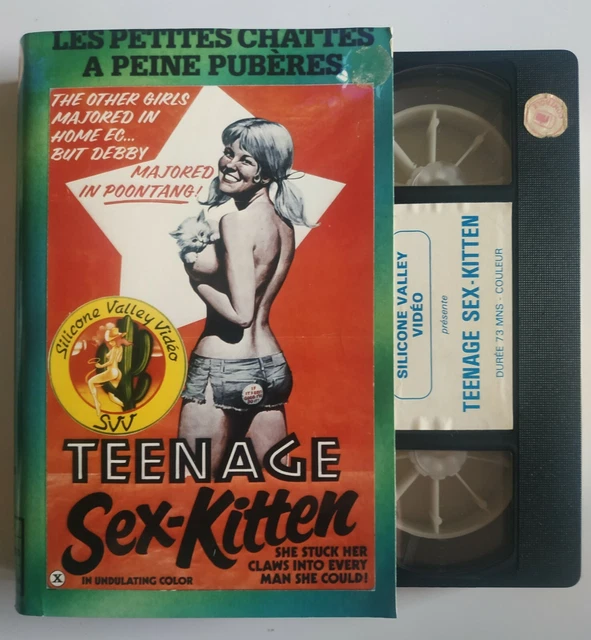 LES PETITES CHATTES
A PEINE PUBÈRES
THE OTHER GIRLS
MAJORED IN
HOME EC...
BUT DEBBY
MAJORED
IN POONTANG!
Silicone Valley Vidéo
SVV
TEENAGE
Sex-Kitten
SHE STUCK HER
CLAWS INTO EVERY
MAN SHE COULD!
X
IN UNDULATING COLOR
SILICONE VALLEY
VIDÉO
présente
TEENAGE SEX-KITTEN
DURÉE 73 MNS - COULEUR